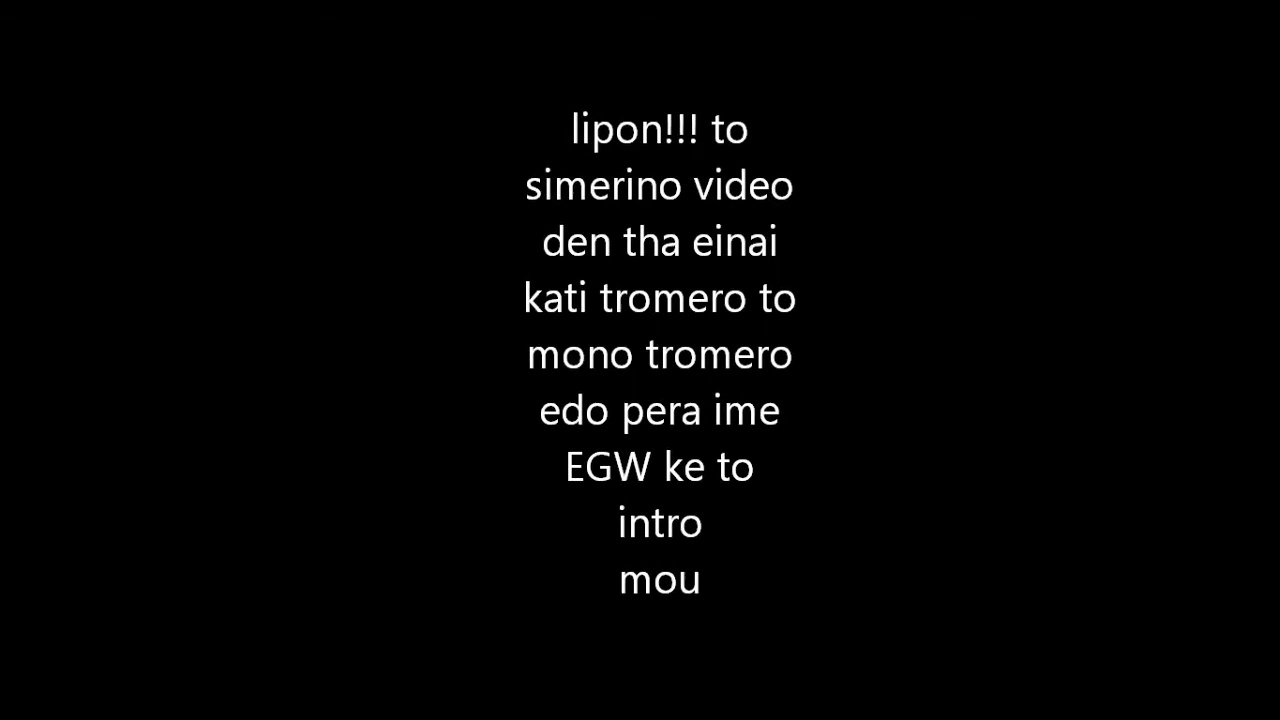 lipon!!! to
simerino video
den tha einai
kati tromero to
mono tromero
edo pera ime
EGW ke to
intro
mou